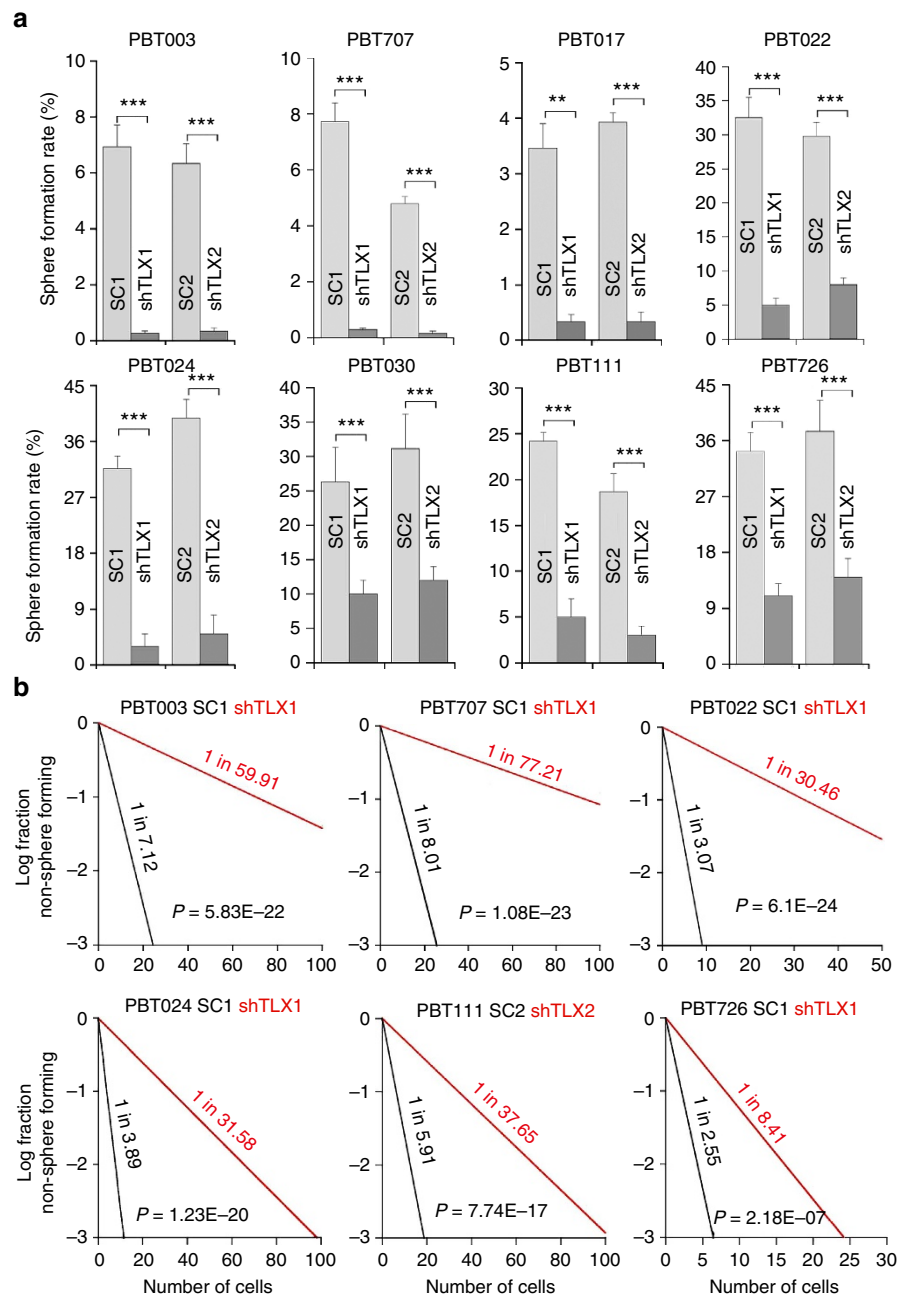 a
PBT003
PBT707
PBT017
PBT022
Sphere formation rate (%)
10
8
6
4
2
0
***
***
SC1
shTLX1
SC2
shTLX2
10
8
6
4
2
0
***
***
SC1
shTLX1
SC2
shTLX2
5
4
3
2
1
0
**
***
SC1
shTLX1
SC2
shTLX2
40
35
30
25
20
15
10
5
0
***
***
SC1
shTLX1
SC2
shTLX2
PBT024
PBT030
PBT111
PBT726
Sphere formation rate (%)
45
36
27
18
9
0
***
***
SC1
shTLX1
SC2
shTLX2
40
35
30
25
20
15
10
5
0
***
***
SC1
shTLX1
SC2
shTLX2
30
25
20
15
10
5
0
***
***
SC1
shTLX1
SC2
shTLX2
45
36
27
18
9
0
***
***
SC1
shTLX1
SC2
shTLX2
b
PBT003 SC1 shTLX1
Log fraction
non-sphere forming
0
–1
–2
–3
1 in 59.91
1 in 7.12
P = 5.83E–22
0 20 40 60 80 100
PBT707 SC1 shTLX1
0
–1
–2
–3
1 in 77.21
1 in 8.01
P = 1.08E–23
0 20 40 60 80 100
PBT022 SC1 shTLX1
0
–1
–2
–3
1 in 30.46
1 in 3.07
P = 6.1E–24
0 10 20 30 40 50
PBT024 SC1 shTLX1
Log fraction
non-sphere forming
0
–1
–2
–3
1 in 31.58
1 in 3.89
P = 1.23E–20
0 20 40 60 80 100
Number of cells
PBT111 SC2 shTLX2
0
–1
–2
–3
1 in 37.65
1 in 5.91
P = 7.74E–17
0 20 40 60 80 100
Number of cells
PBT726 SC1 shTLX1
0
–1
–2
–3
1 in 8.41
1 in 2.55
P = 2.18E–07
0 5 10 15 20 25 30
Number of cells